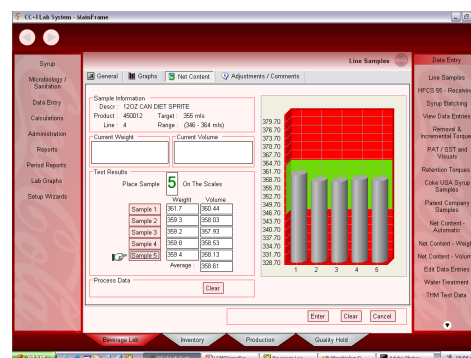 CC+I Lab System - MainFrame
Line Samples
Data Entry
Syrup
Microbiology /
Sanitation
Data Entry
Calculations
Administration
Reports
Period Reports
Lab Graphs
Setup Wizards
General
Graphs
Net Content
Adjustments / Comments
Sample Information
Descr : 12OZ CAN DIET SPRITE
Product : 450012 Target : 355 mls
Line : 4 Range : (346 - 364 mls)
Current Weight
Current Volume
Test Results
Place Sample 5 On The Scales
Weight Volume
Sample 1 361.7 360.44
Sample 2 359.3 358.03
Sample 3 359.2 357.93
Sample 4 359.8 358.53
Sample 5 359.4 358.13
Average : 358.61
Process Data
Clear
379.70
376.70
373.70
370.70
367.70
364.70
361.70
358.70
355.70
352.70
349.70
346.70
343.70
340.70
337.70
334.70
331.70
328.70
1 2 3 4 5
Enter
Clear
Cancel
Line Samples
HFCS 55 - Receivin
Syrup Batching
View Data Entries
Removal &
Incremental Torque
PAT / SST and
Visuals
Retention Torques
Coke USA Syrup
Samples
Parent Company
Samples
Net Content -
Automatic
Net Content - Weigh
Net Content - Volum
Edit Data Entries
Water Treatment
THM Test Data
Beverage Lab
Inventory
Production
Quality Hold